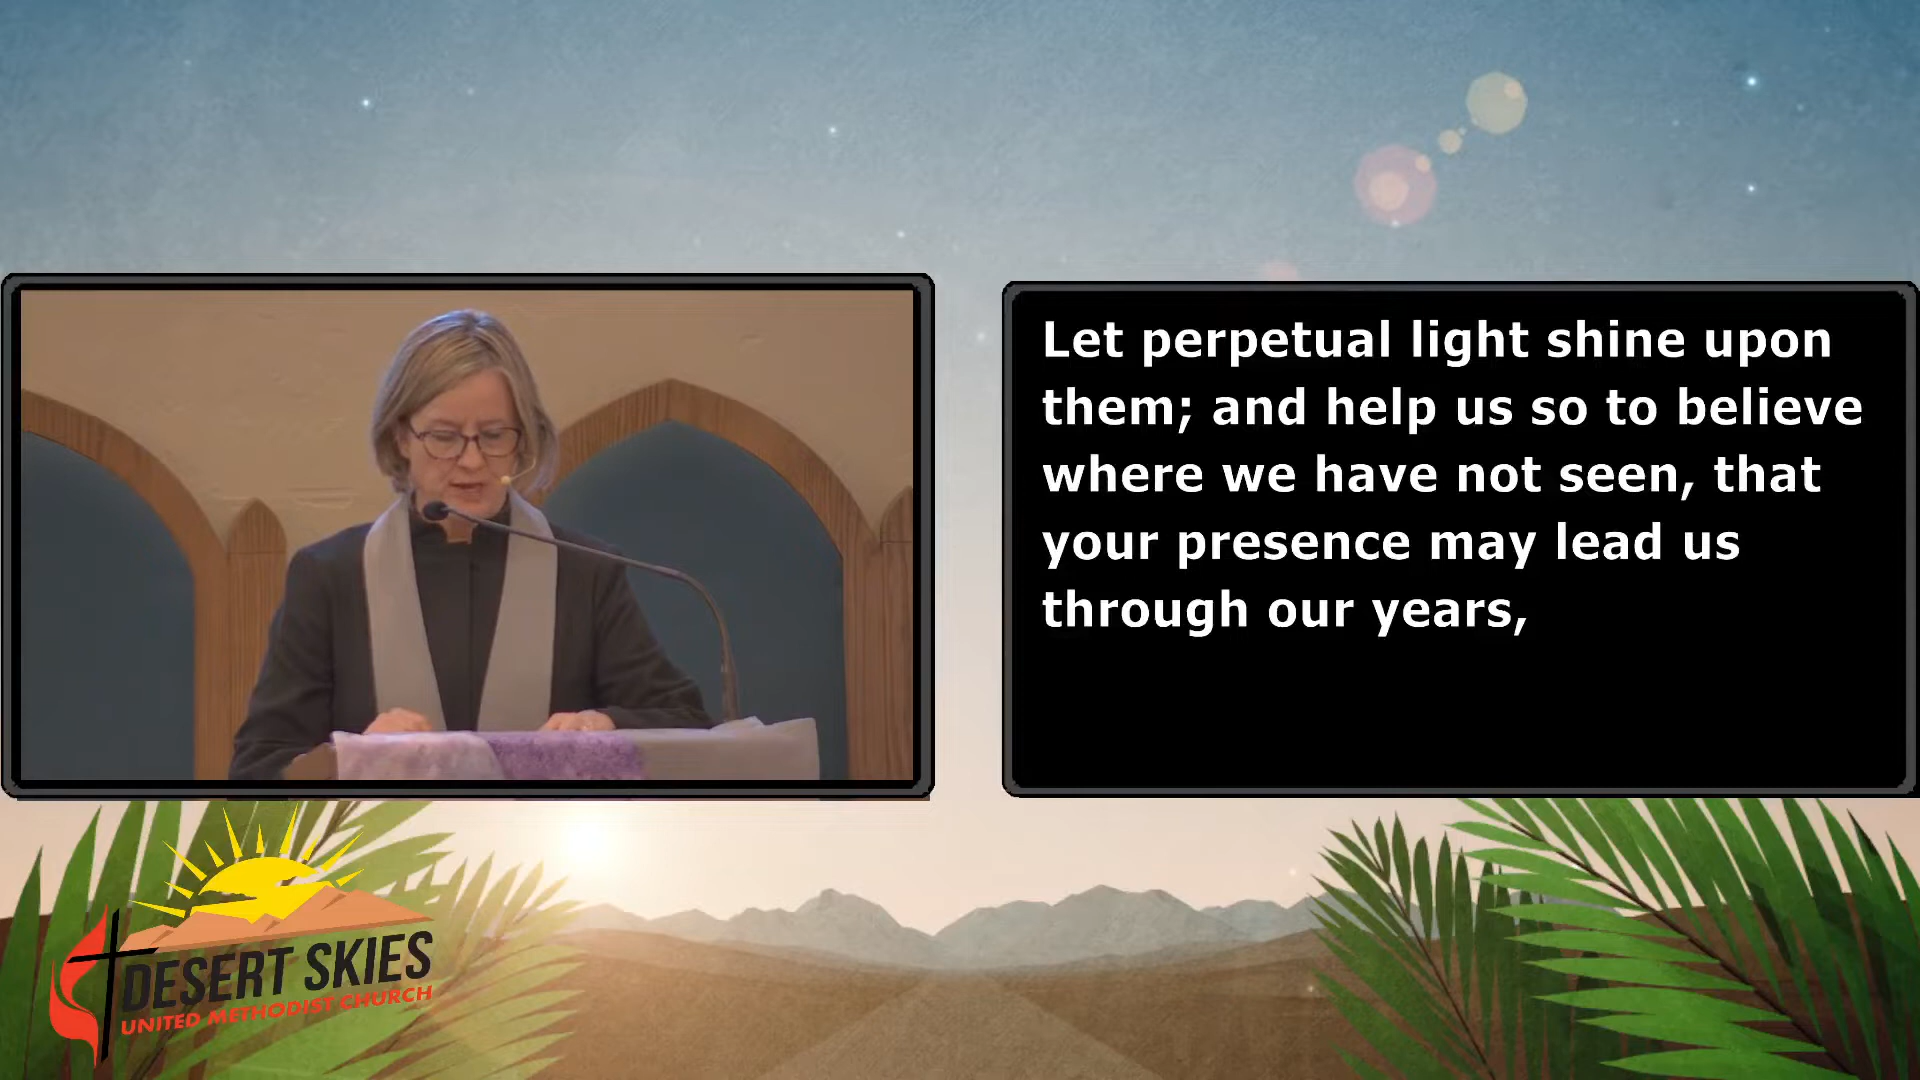 Let perpetual light shine upon
them; and help us so to believe
where we have not seen, that
your presence may lead us
through our years,
DESERT SKIES
UNITED METHODIST CHURCH